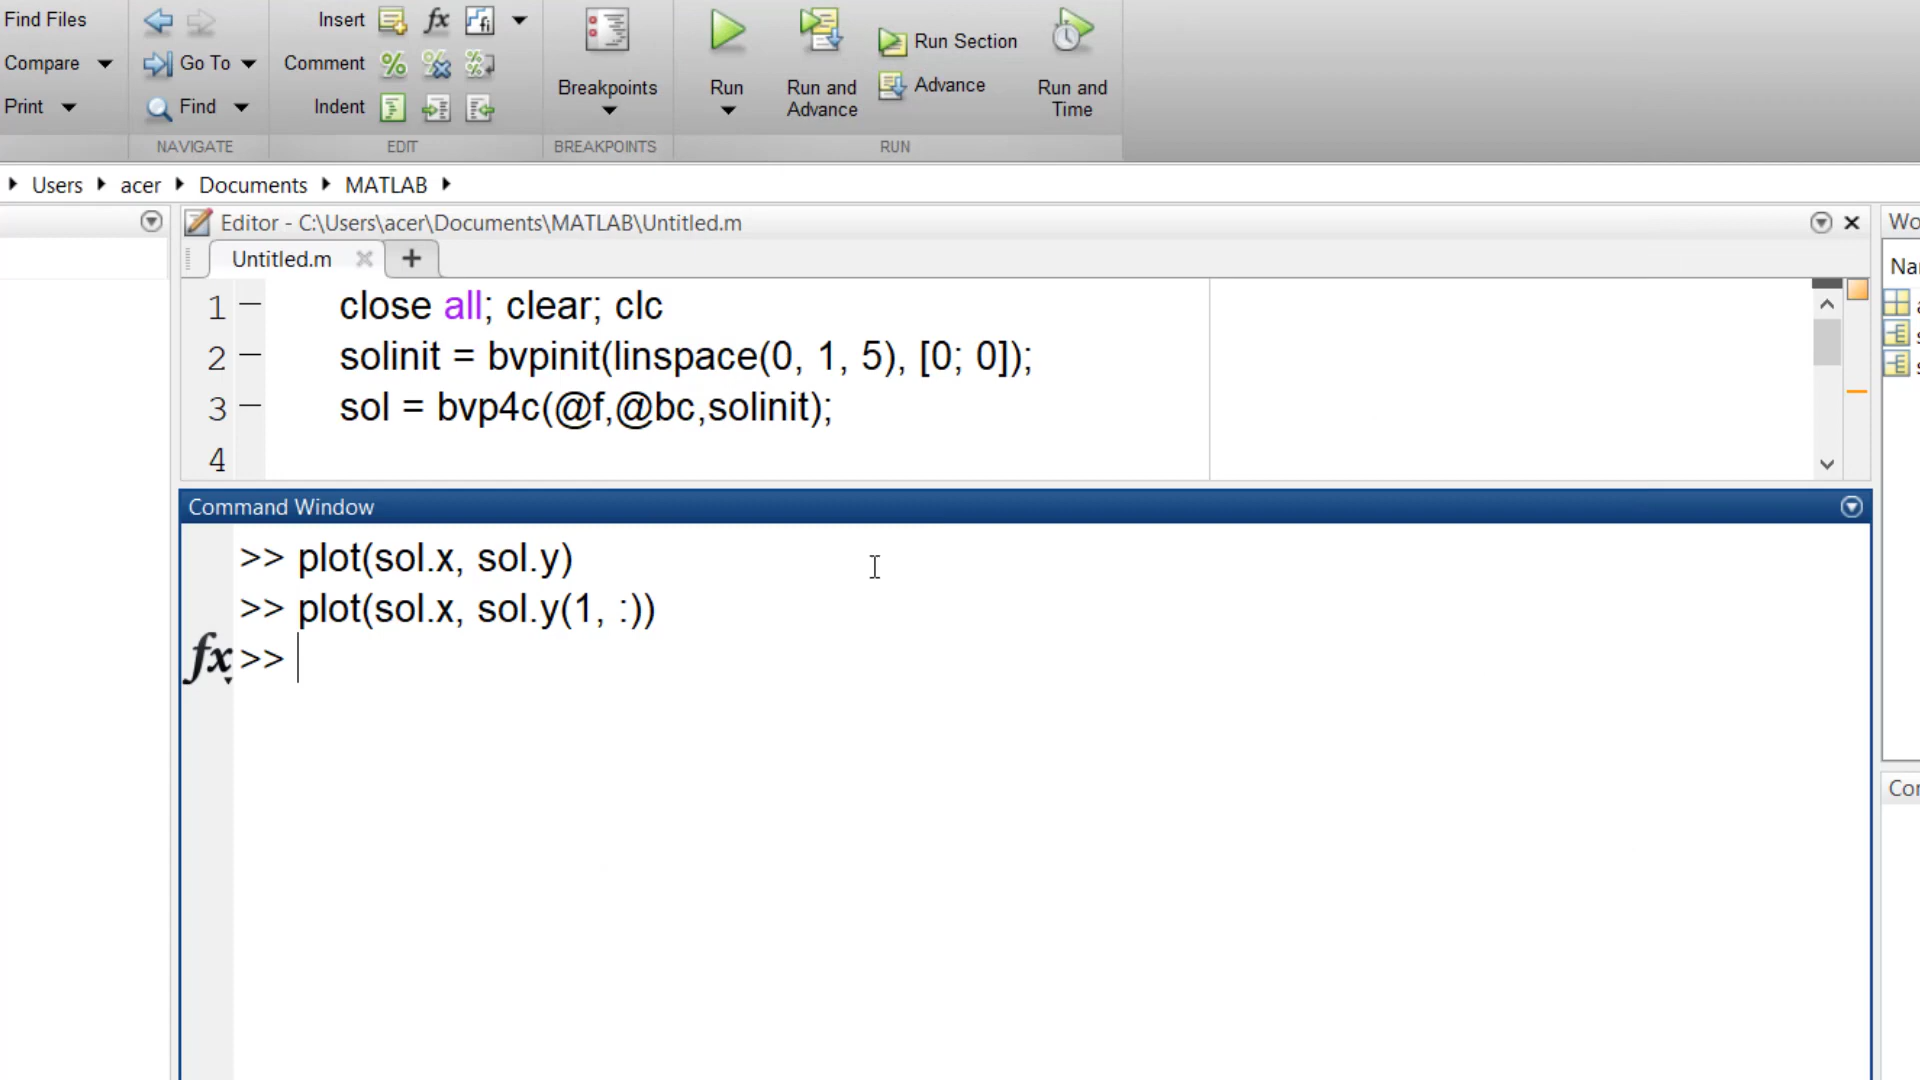 Find Files
Compare
Print
Go To
Find
NAVIGATE
Insert fx fi
Comment % % %
Indent
EDIT
Breakpoints
BREAKPOINTS
Run
Run and
Advance
Run Section
Advance
Run and
Time
RUN
Users acer Documents MATLAB
Editor - C:\Users\acer\Documents\MATLAB\Untitled.m
Untitled.m +
1 — close all; clear; clc
2 — solinit = bvpinit(linspace(0, 1, 5), [0; 0]);
3 — sol = bvp4c(@f,@bc,solinit);
4
Command Window
>> plot(sol.x, sol.y)
>> plot(sol.x, sol.y(1, :))
fx >>